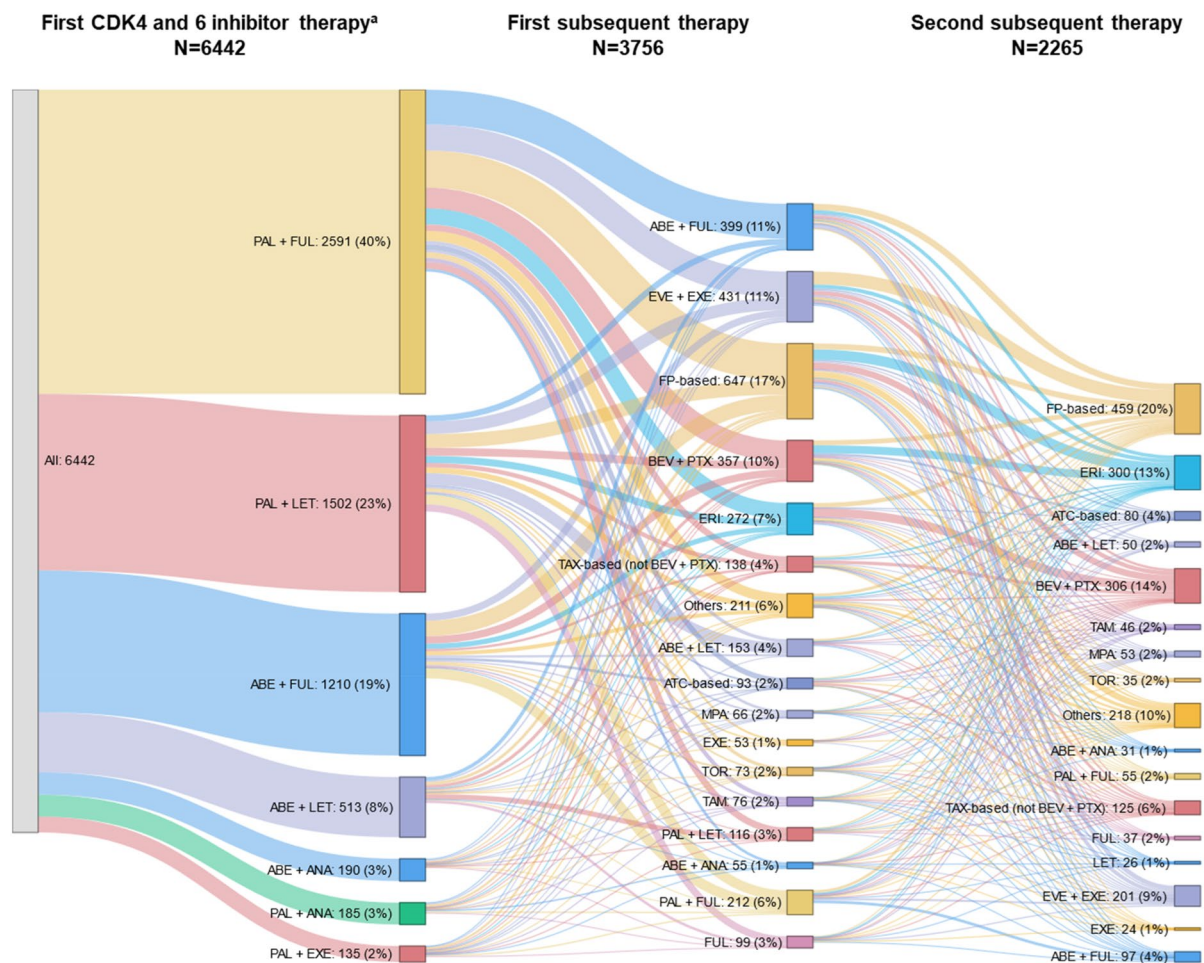 First CDK4 and 6 inhibitor therapyᵃ
N=6442
First subsequent therapy
N=3756
Second subsequent therapy
N=2265
All: 6442
PAL + FUL: 2591 (40%)
PAL + LET: 1502 (23%)
ABE + FUL: 1210 (19%)
ABE + LET: 513 (8%)
ABE + ANA: 190 (3%)
PAL + ANA: 185 (3%)
PAL + EXE: 135 (2%)
ABE + FUL: 399 (11%)
EVE + EXE: 431 (11%)
FP-based: 647 (17%)
BEV + PTX: 357 (10%)
ERI: 272 (7%)
TAX-based (not BEV + PTX): 138 (4%)
Others: 211 (6%)
ABE + LET: 153 (4%)
ATC-based: 93 (2%)
MPA: 66 (2%)
EXE: 53 (1%)
TOR: 73 (2%)
TAM: 76 (2%)
PAL + LET: 116 (3%)
ABE + ANA: 55 (1%)
PAL + FUL: 212 (6%)
FUL: 99 (3%)
FP-based: 459 (20%)
ERI: 300 (13%)
ATC-based: 80 (4%)
ABE + LET: 50 (2%)
BEV + PTX: 306 (14%)
TAM: 46 (2%)
MPA: 53 (2%)
TOR: 35 (2%)
Others: 218 (10%)
ABE + ANA: 31 (1%)
PAL + FUL: 55 (2%)
TAX-based (not BEV + PTX): 125 (6%)
FUL: 37 (2%)
LET: 26 (1%)
EVE + EXE: 201 (9%)
EXE: 24 (1%)
ABE + FUL: 97 (4%)